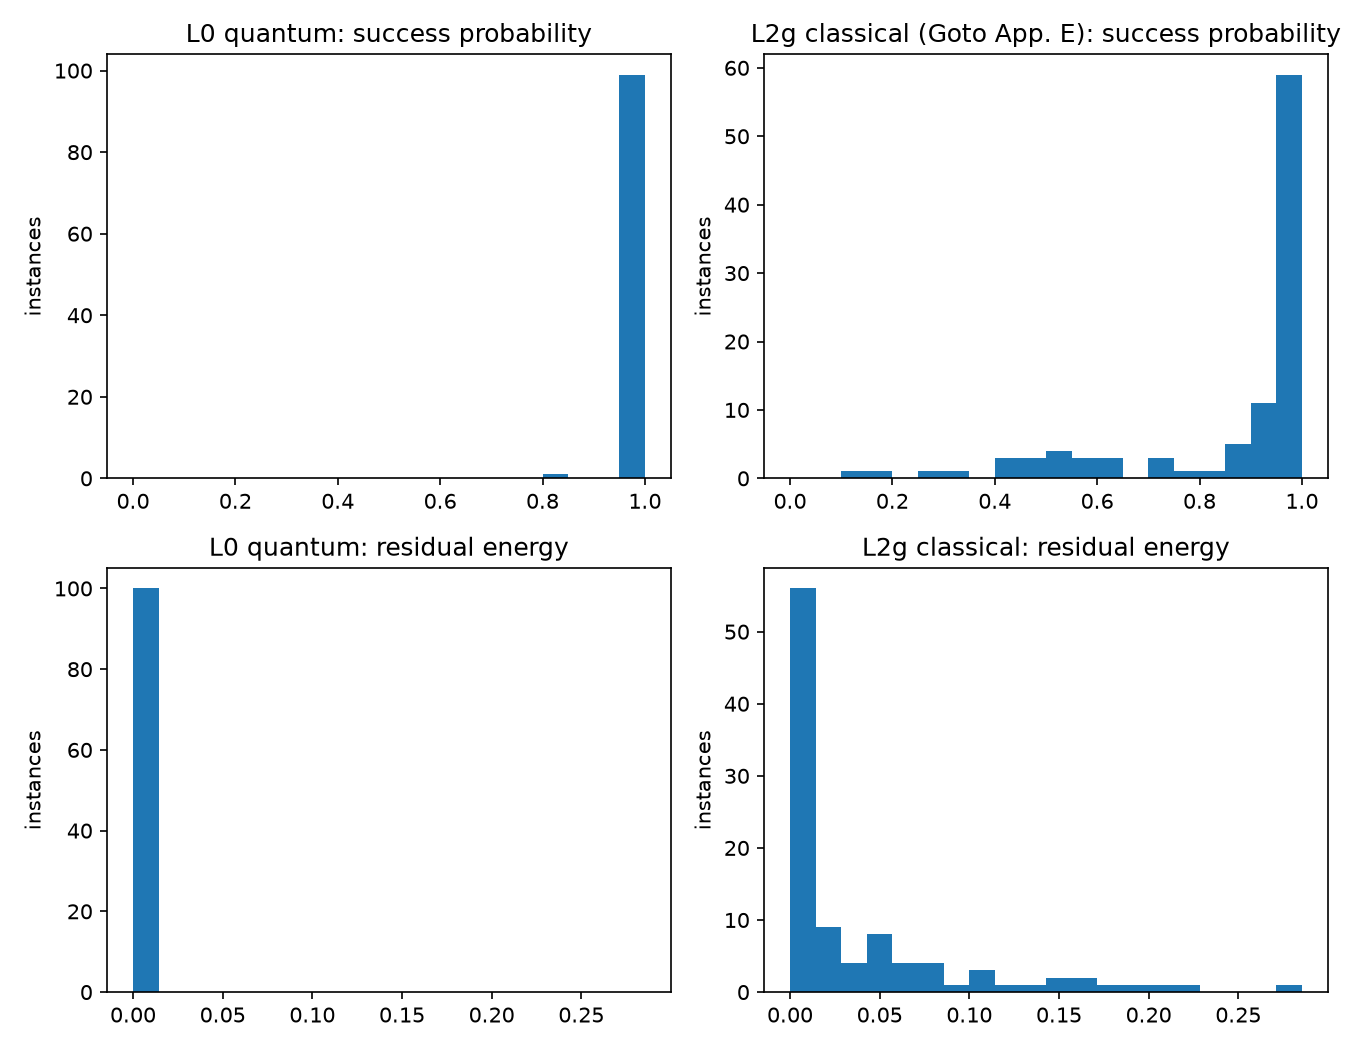 L0 quantum: success probability
instances
100
80
60
40
20
0
0.0 0.2 0.4 0.6 0.8 1.0
L2g classical (Goto App. E): success probability
instances
60
50
40
30
20
10
0
0.0 0.2 0.4 0.6 0.8 1.0
L0 quantum: residual energy
instances
100
80
60
40
20
0
0.00 0.05 0.10 0.15 0.20 0.25
L2g classical: residual energy
instances
50
40
30
20
10
0
0.00 0.05 0.10 0.15 0.20 0.25